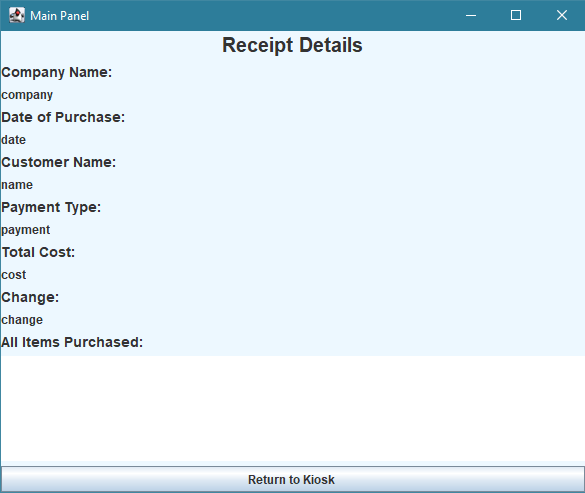 Main Panel
Receipt Details
Company Name:
company
Date of Purchase:
date
Customer Name:
name
Payment Type:
payment
Total Cost:
cost
Change:
change
All Items Purchased:
Return to Kiosk